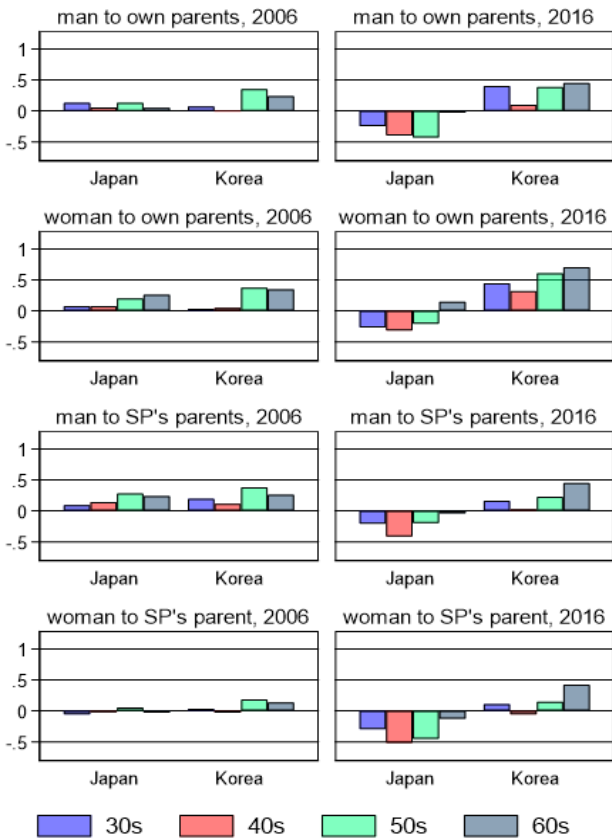 man to own parents, 2006
man to own parents, 2016
1
.5
0
-.5
Japan Korea
Japan Korea
woman to own parents, 2006
woman to own parents, 2016
1
.5
0
-.5
Japan Korea
Japan Korea
man to SP's parents, 2006
man to SP's parents, 2016
1
.5
0
-.5
Japan Korea
Japan Korea
woman to SP's parent, 2006
woman to SP's parent, 2016
1
.5
0
-.5
Japan Korea
Japan Korea
30s 40s 50s 60s